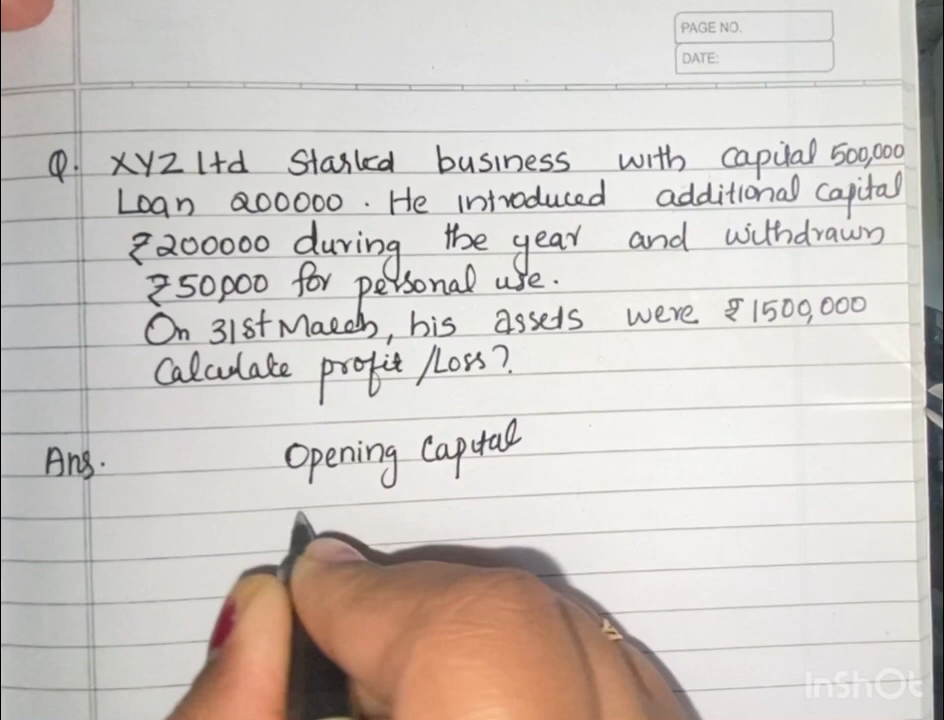 PAGE NO.
DATE:
Q. XYZ ltd Started business with capital 500,000
Loan 200000. He introduced additional capital
₹200000 during the year and withdrawn
₹50,000 for personal use.
On 31st March, his assets were ₹1500,000
Calculate profit /Loss?
Ans. Opening Capital
InShOt